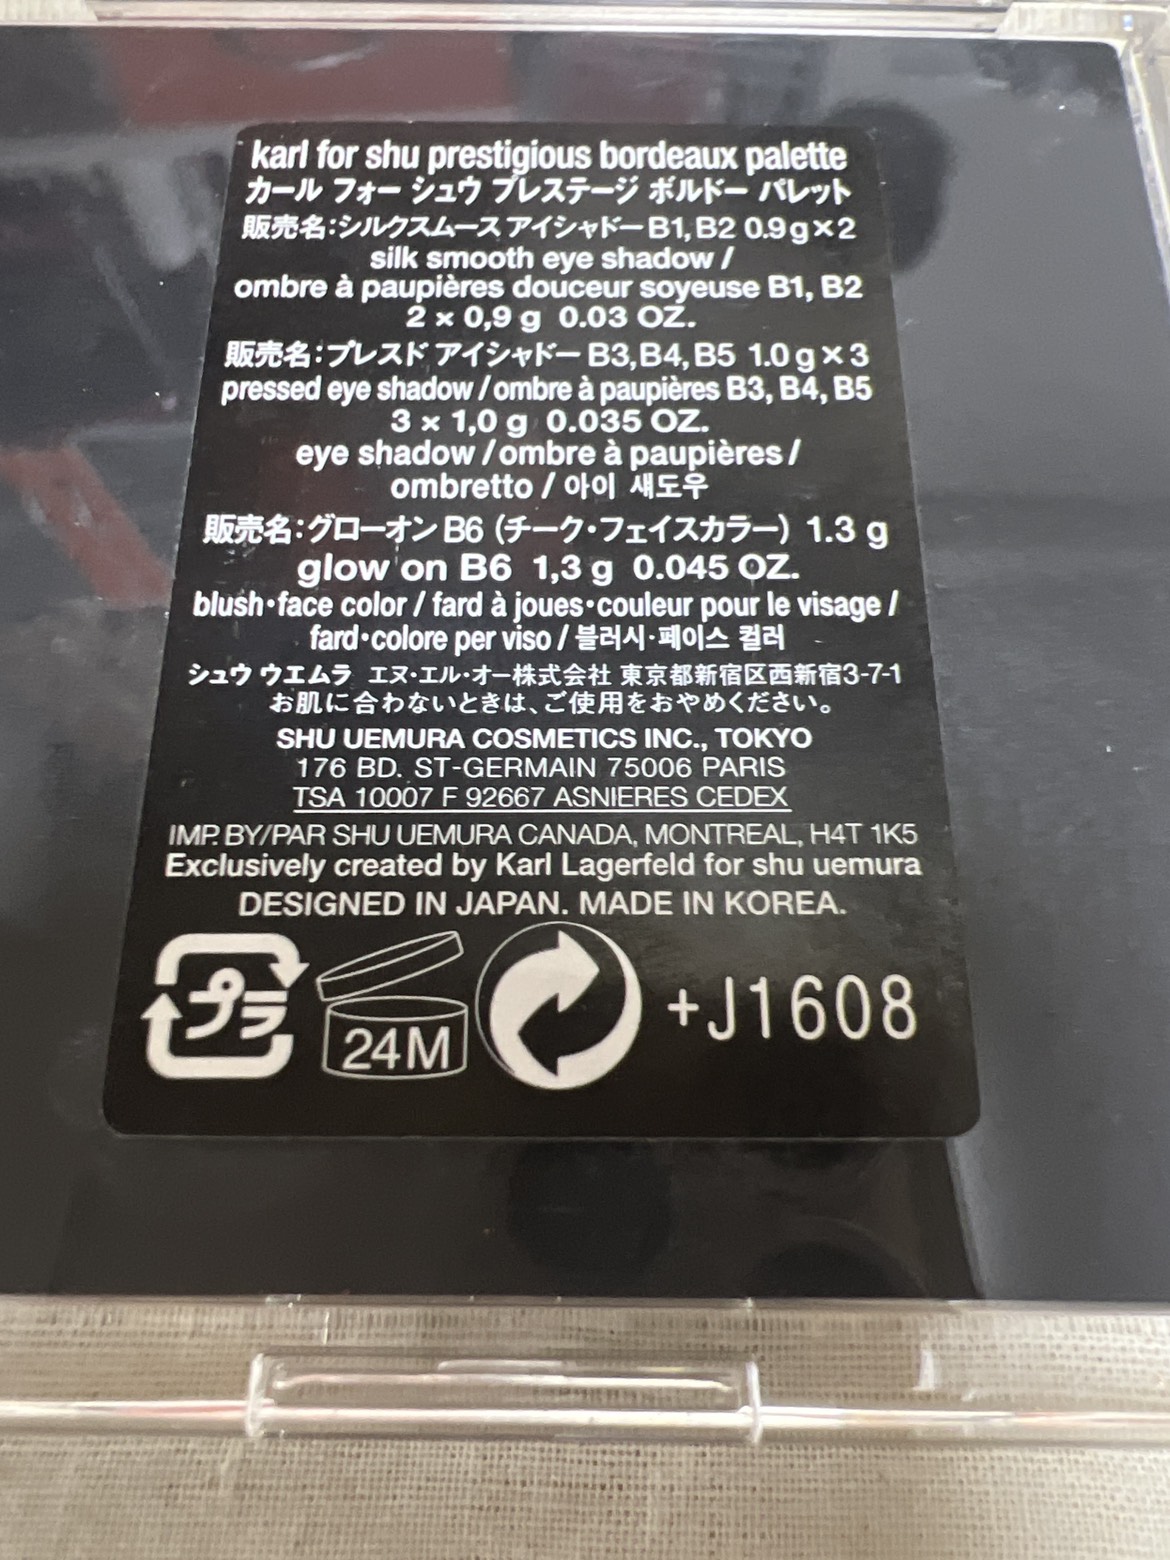 karl for shu prestigious bordeaux palette
カール フォー シュウ プレステージ ボルドー パレット
販売名:シルクスムース アイシャドー B1, B2 0.9g×2
silk smooth eye shadow /
ombre à paupières douceur soyeuse B1, B2
2 x 0,9 g 0.03 OZ.
販売名:プレスド アイシャドー B3, B4, B5 1.0g×3
pressed eye shadow / ombre à paupières B3, B4, B5
3 x 1,0 g 0.035 OZ.
eye shadow / ombre à paupières /
ombretto / 아이 섀도우
販売名:グローオン B6 (チーク・フェイスカラー) 1.3 g
glow on B6 1,3 g 0.045 OZ.
blush•face color / fard à joues•couleur pour le visage /
fard•colore per viso / 블러시·페이스 컬러
シュウ ウエムラ エヌ・エル・オー株式会社 東京都新宿区西新宿3-7-1
お肌に合わないときは、ご使用をおやめください。
SHU UEMURA COSMETICS INC., TOKYO
176 BD. ST-GERMAIN 75006 PARIS
TSA 10007 F 92667 ASNIERES CEDEX
IMP. BY/PAR SHU UEMURA CANADA, MONTREAL, H4T 1K5
Exclusively created by Karl Lagerfeld for shu uemura
DESIGNED IN JAPAN. MADE IN KOREA.
プラ 24M +J1608